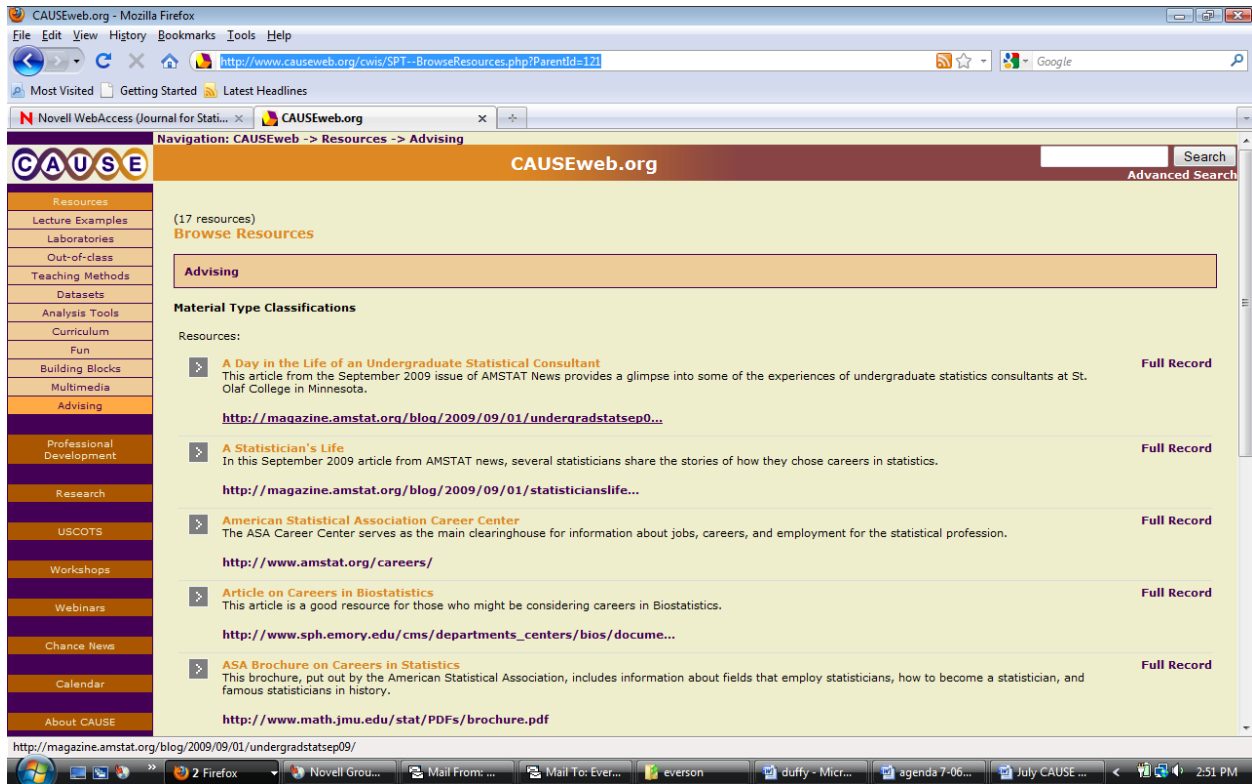 CAUSEweb.org - Mozilla Firefox
File Edit View History Bookmarks Tools Help
http://www.causeweb.org/cwis/SPT--BrowseResources.php?ParentId=121
Google
Most Visited Getting Started Latest Headlines
Novell WebAccess (Journal for Stati...
CAUSEweb.org
Navigation: CAUSEweb -> Resources -> Advising
CAUSE
CAUSEweb.org
Search
Advanced Search
Resources
Lecture Examples
Laboratories
Out-of-class
Teaching Methods
Datasets
Analysis Tools
Curriculum
Fun
Building Blocks
Multimedia
Advising
Professional
Development
Research
USCOTS
Workshops
Webinars
Chance News
Calendar
About CAUSE
(17 resources)
Browse Resources
Advising
Material Type Classifications
Resources:
A Day in the Life of an Undergraduate Statistical Consultant
Full Record
This article from the September 2009 issue of AMSTAT News provides a glimpse into some of the experiences of undergraduate statistics consultants at St.
Olaf College in Minnesota.
http://magazine.amstat.org/blog/2009/09/01/undergradstatsep0...
A Statistician's Life
Full Record
In this September 2009 article from AMSTAT news, several statisticians share the stories of how they chose careers in statistics.
http://magazine.amstat.org/blog/2009/09/01/statisticianslife...
American Statistical Association Career Center
Full Record
The ASA Career Center serves as the main clearinghouse for information about jobs, careers, and employment for the statistical profession.
http://www.amstat.org/careers/
Article on Careers in Biostatistics
Full Record
This article is a good resource for those who might be considering careers in Biostatistics.
http://www.sph.emory.edu/cms/departments_centers/bios/docume...
ASA Brochure on Careers in Statistics
Full Record
This brochure, put out by the American Statistical Association, includes information about fields that employ statisticians, how to become a statistician, and
famous statisticians in history.
http://www.math.jmu.edu/stat/PDFs/brochure.pdf
http://magazine.amstat.org/blog/2009/09/01/undergradstatsep09/
2 Firefox
Novell Grou...
Mail From: ...
Mail To: Ever...
everson
duffy - Micr...
agenda 7-06...
July CAUSE ...
2:51 PM